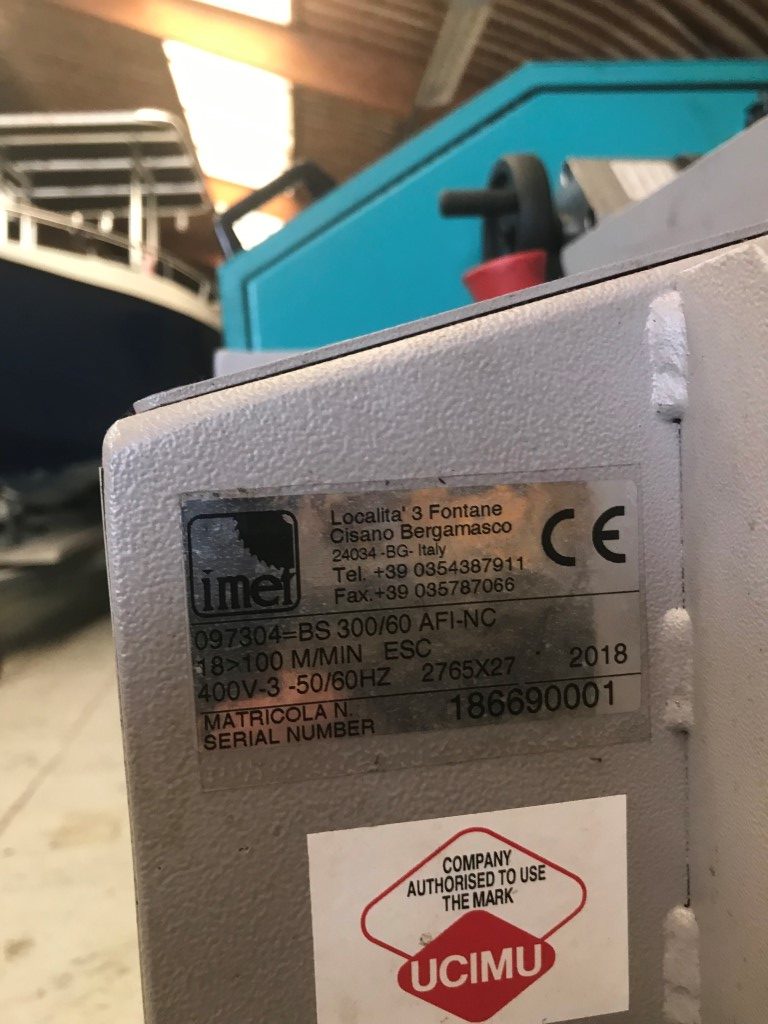 imet
Localita' 3 Fontane
Cisano Bergamasco
24034 -BG- Italy
Tel. +39 0354387911
Fax.+39 035787066
CE
097304=BS 300/60 AFI-NC
18>100 M/MIN ESC
400V-3 -50/60HZ 2765X27 2018
MATRICOLA N.
SERIAL NUMBER 186690001
COMPANY
AUTHORISED TO USE
THE MARK
UCIMU